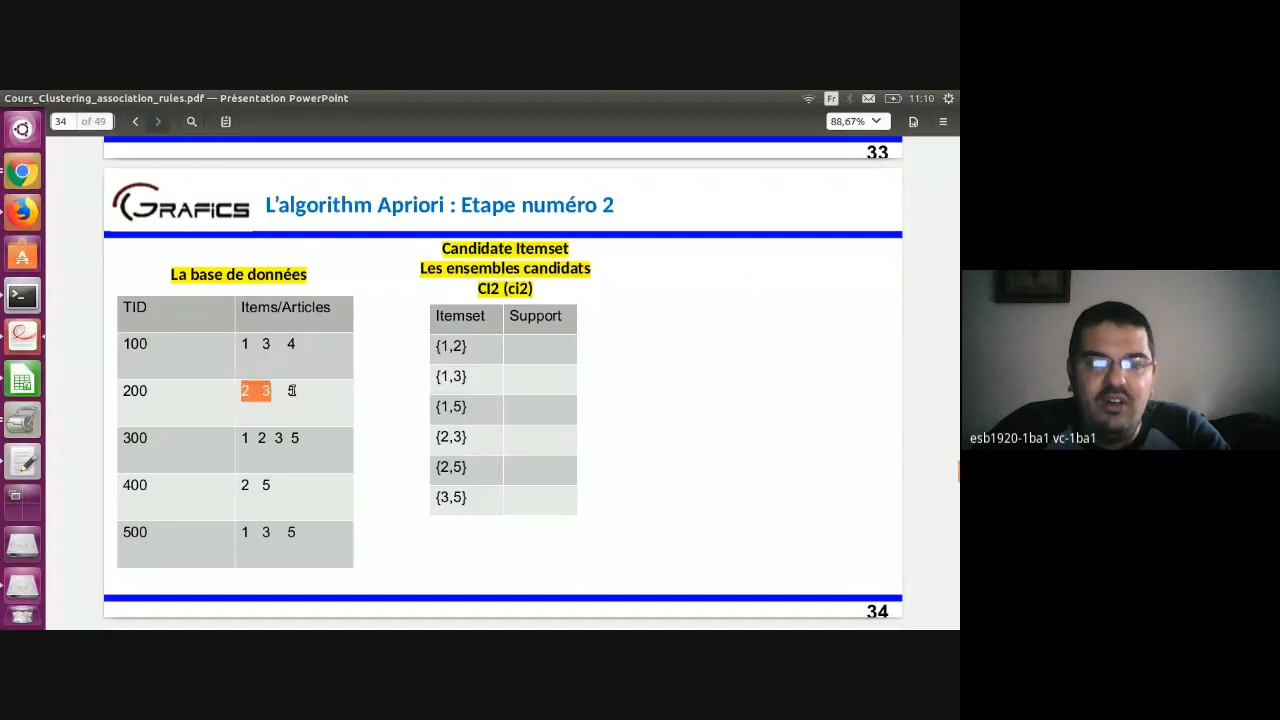 Cours_Clustering_association_rules.pdf — Présentation PowerPoint
Fr
11:10
34 of 49
88,67%
33
GRAFICS
L'algorithm Apriori : Etape numéro 2
La base de données
TID Items/Articles
100 1 3 4
200 2 3 5
300 1 2 3 5
400 2 5
500 1 3 5
Candidate Itemset
Les ensembles candidats
CI2 (ci2)
Itemset Support
{1,2}
{1,3}
{1,5}
{2,3}
{2,5}
{3,5}
34
esb1920-1ba1 vc-1ba1